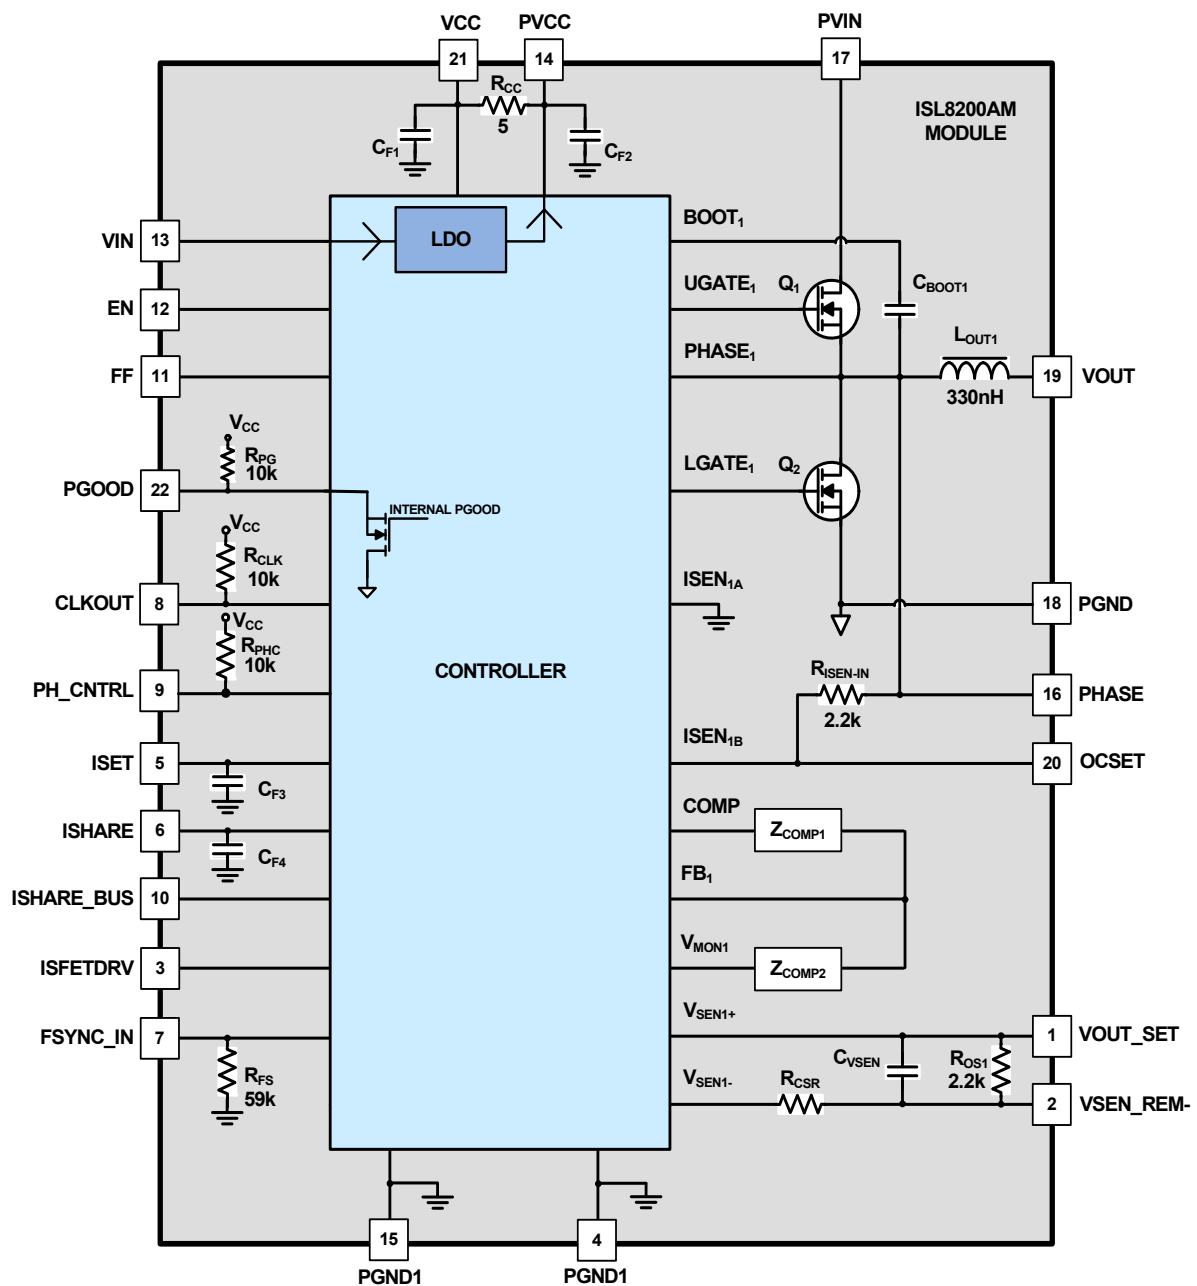 VCC
PVCC
PVIN
21
14
17
RCC
5
CF1
CF2
ISL8200AM
MODULE
VIN
13
LDO
BOOT1
EN
12
UGATE1
Q1
CBOOT1
FF
11
PHASE1
LOUT1
330nH
19
VOUT
VCC
RPG
10k
PGOOD
22
INTERNAL PGOOD
LGATE1
Q2
VCC
RCLK
10k
CLKOUT
8
ISEN1A
18
PGND
VCC
RPHC
10k
PH_CNTRL
9
CONTROLLER
RISEN-IN
2.2k
16
PHASE
ISET
5
CF3
ISEN1B
20
OCSET
ISHARE
6
CF4
COMP
ZCOMP1
ISHARE_BUS
10
FB1
ISFETDRV
3
VMON1
ZCOMP2
FSYNC_IN
7
RFS
59k
VSEN1+
CVSEN
ROS1
2.2k
1
VOUT_SET
VSEN1-
RCSR
2
VSEN_REM-
15
4
PGND1
PGND1